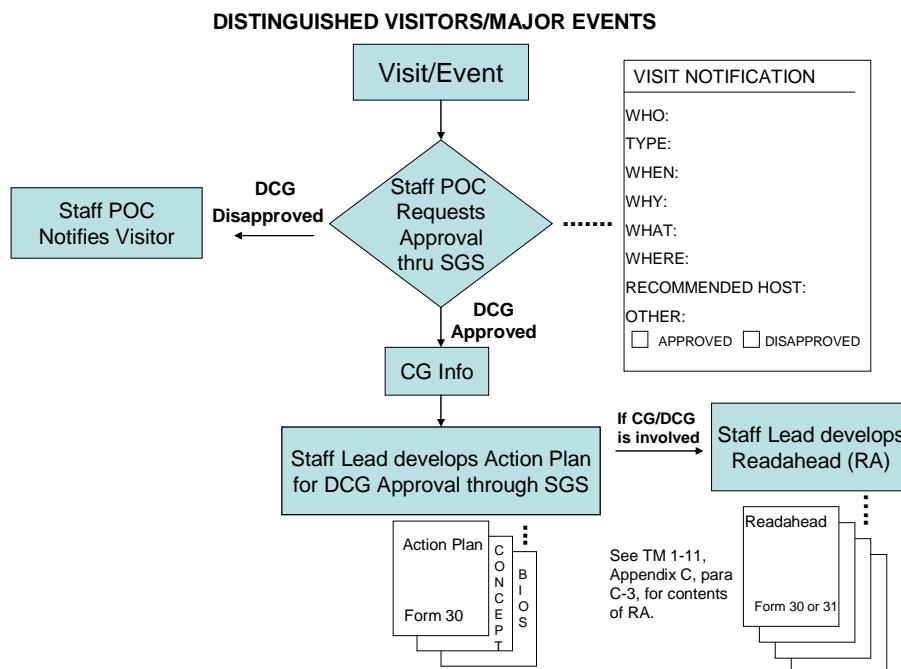 DISTINGUISHED VISITORS/MAJOR EVENTS
Visit/Event
VISIT NOTIFICATION
WHO:
TYPE:
WHEN:
WHY:
WHAT:
WHERE:
RECOMMENDED HOST:
OTHER:
APPROVED DISAPPROVED
Staff POC
Requests
Approval
thru SGS
DCG
Disapproved
Staff POC
Notifies Visitor
DCG
Approved
CG Info
Staff Lead develops Action Plan
for DCG Approval through SGS
If CG/DCG
is involved
Staff Lead develops
Readahead (RA)
Action Plan
Form 30
CONCEPT
BIOS
See TM 1-11,
Appendix C, para
C-3, for contents
of RA.
Readahead
Form 30 or 31